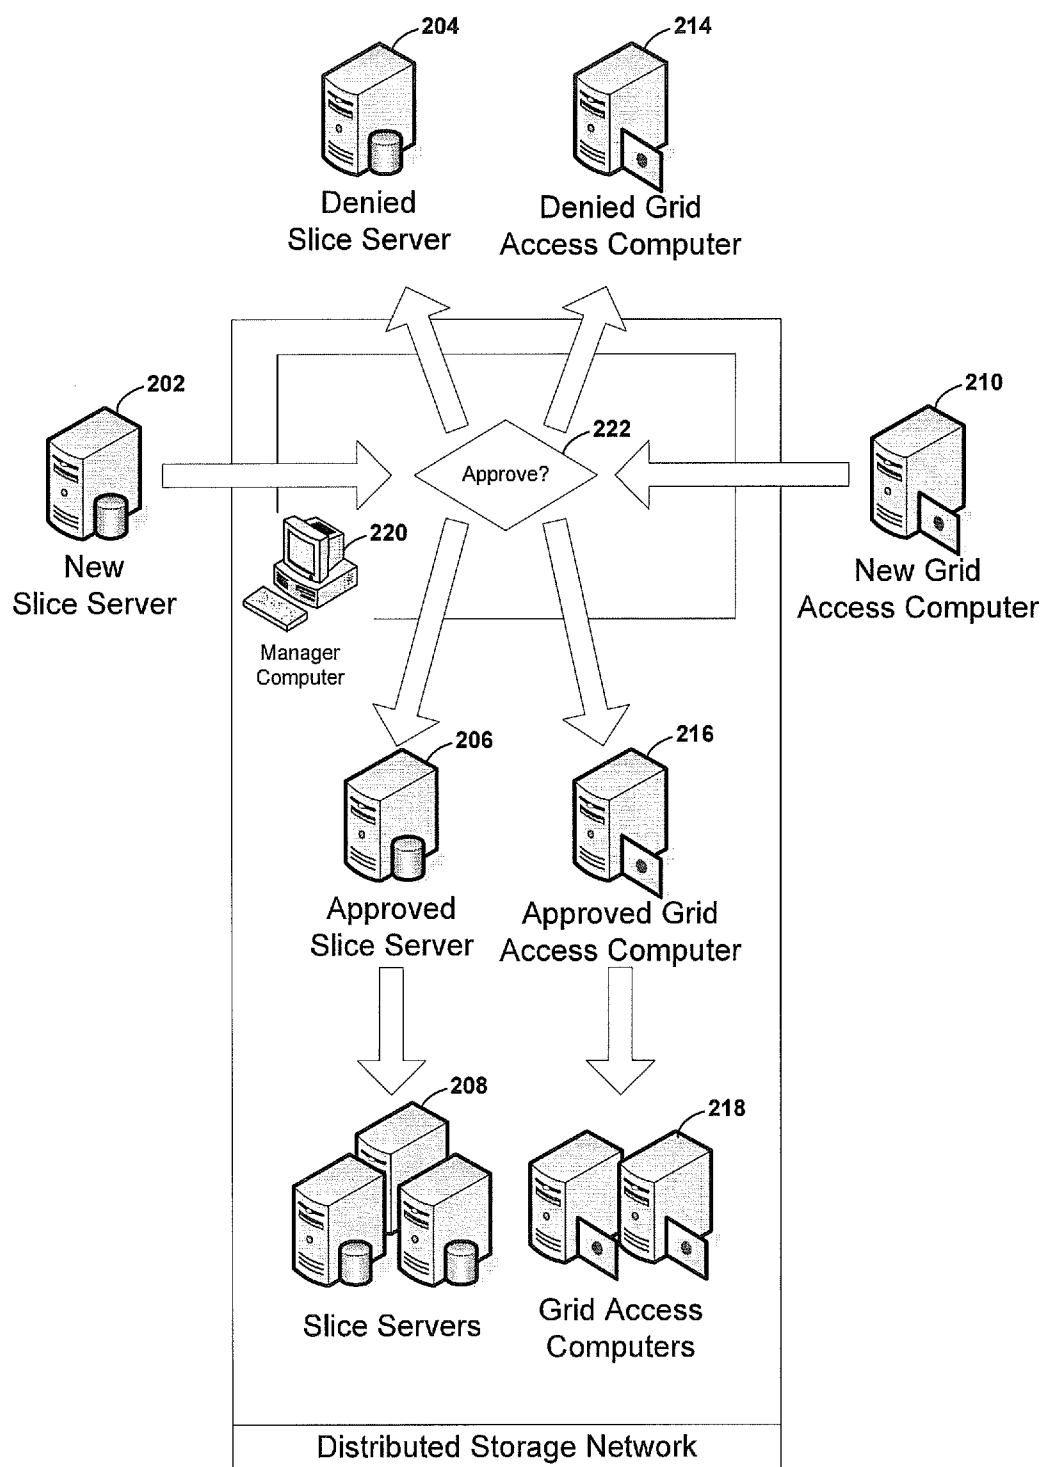 204
214
Denied
Slice Server
Denied Grid
Access Computer
202
210
222
Approve?
220
New
Slice Server
New Grid
Access Computer
Manager
Computer
206
216
Approved
Slice Server
Approved Grid
Access Computer
208
218
Slice Servers
Grid Access
Computers
Distributed Storage Network